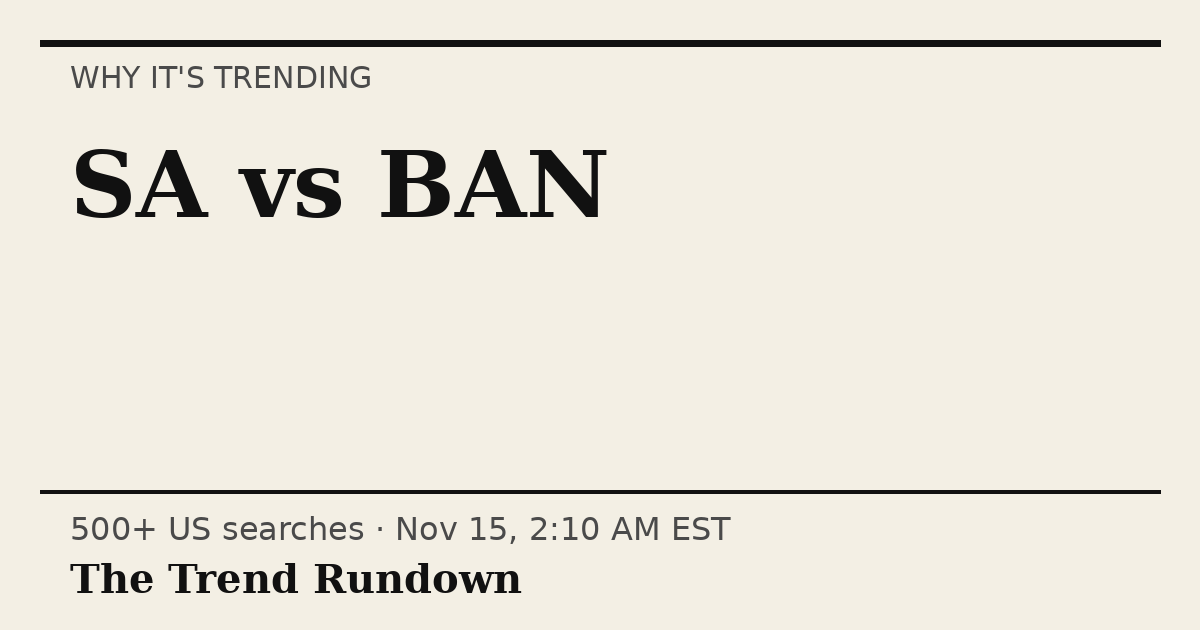 WHY IT'S TRENDING
SA vs BAN
500+ US searches · Nov 15, 2:10 AM EST
The Trend Rundown